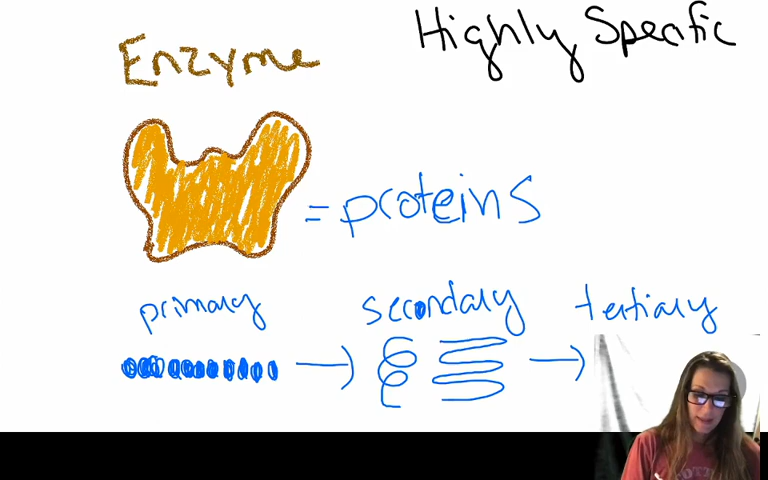 Highly Specific
Enzyme
= proteins
primary → secondary → tertiary